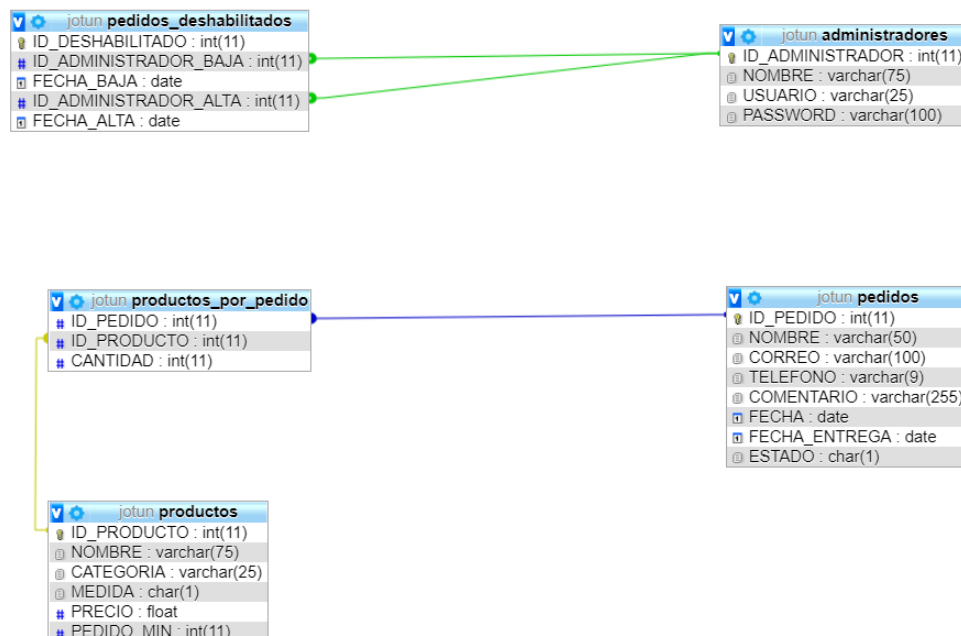 jotun pedidos_deshabilitados
ID_DESHABILITADO : int(11)
# ID_ADMINISTRADOR_BAJA : int(11)
FECHA_BAJA : date
# ID_ADMINISTRADOR_ALTA : int(11)
FECHA_ALTA : date
jotun administradores
ID_ADMINISTRADOR : int(11)
NOMBRE : varchar(75)
USUARIO : varchar(25)
PASSWORD : varchar(100)
jotun productos_por_pedido
# ID_PEDIDO : int(11)
# ID_PRODUCTO : int(11)
# CANTIDAD : int(11)
jotun pedidos
ID_PEDIDO : int(11)
NOMBRE : varchar(50)
CORREO : varchar(100)
TELEFONO : varchar(9)
COMENTARIO : varchar(255)
FECHA : date
FECHA_ENTREGA : date
ESTADO : char(1)
jotun productos
ID_PRODUCTO : int(11)
NOMBRE : varchar(75)
CATEGORIA : varchar(25)
MEDIDA : char(1)
# PRECIO : float
# PEDIDO_MIN : int(11)